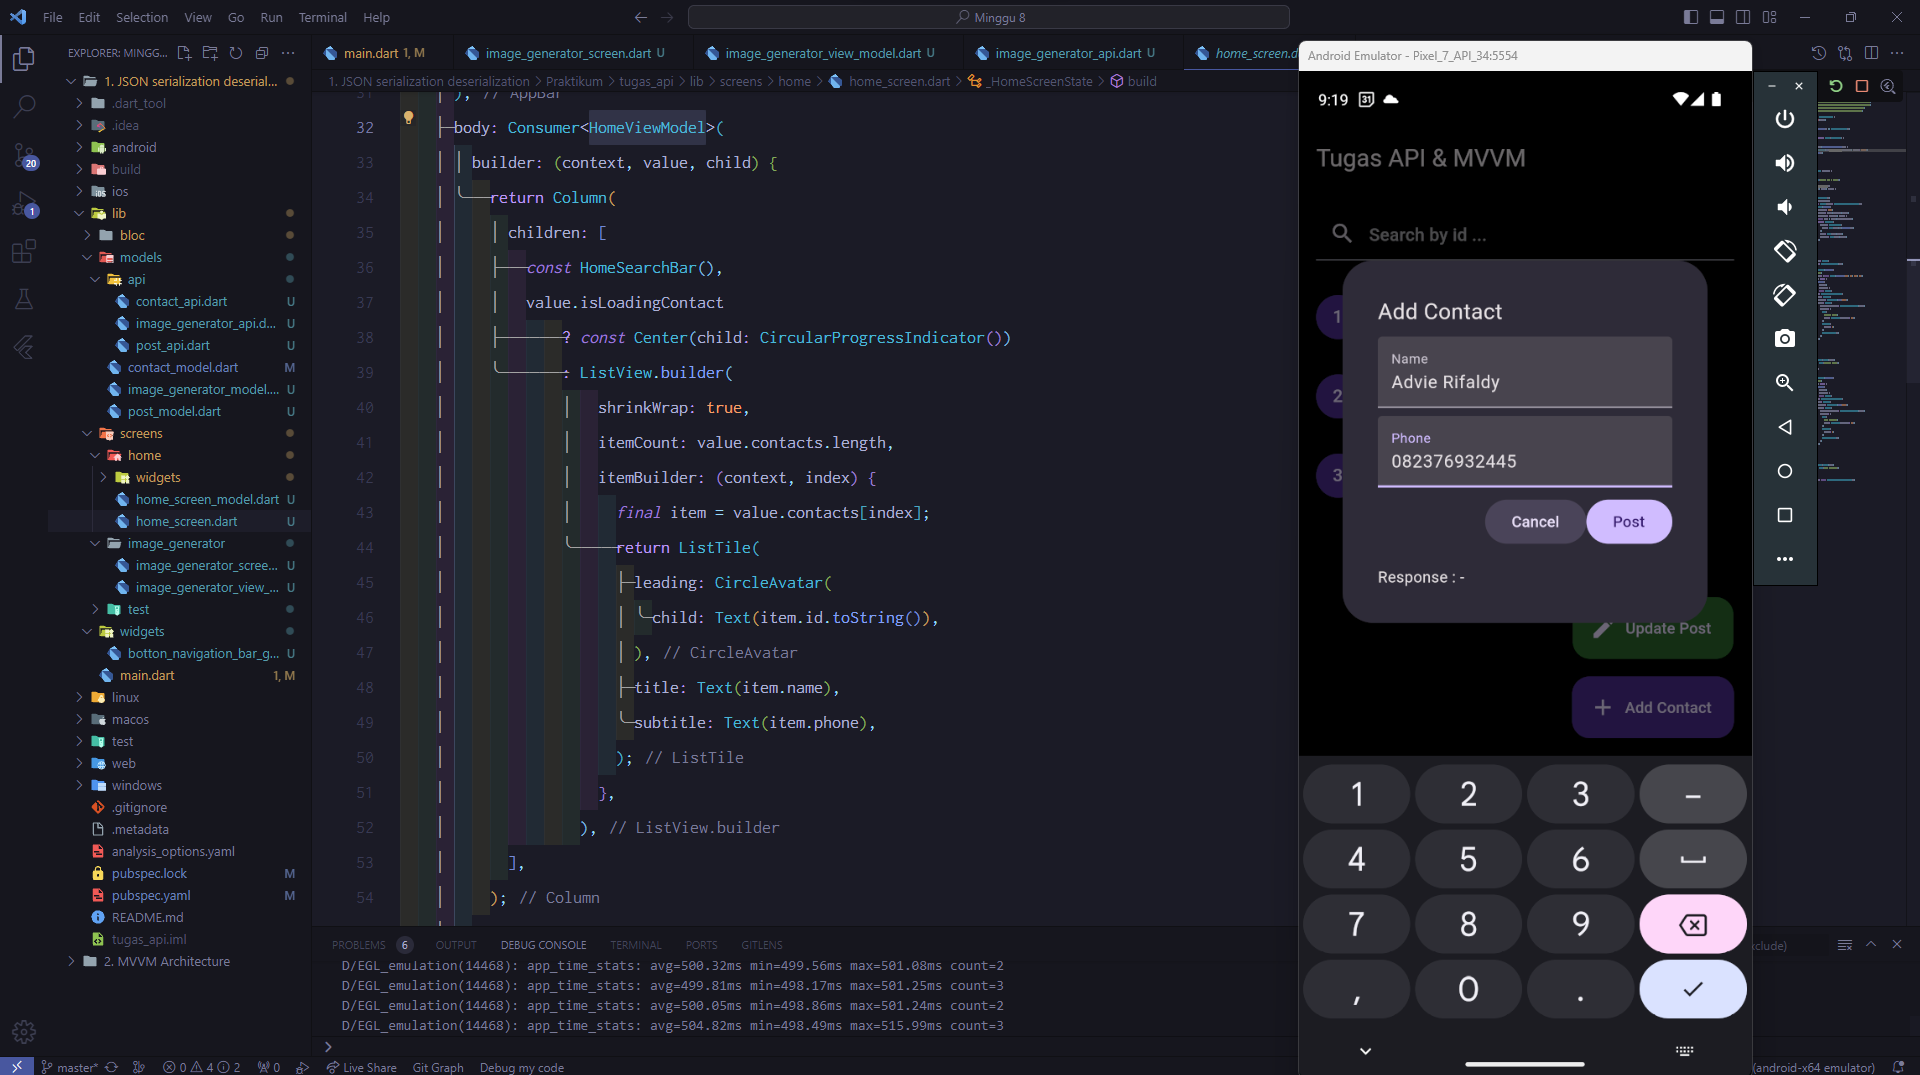 File Edit Selection View Go Run Terminal Help
Minggu 8
EXPLORER: MINGG...
1. JSON serialization deserial...
.dart_tool
.idea
android
build
ios
lib
bloc
models
api
contact_api.dart U
image_generator_api.d... U
post_api.dart U
contact_model.dart M
image_generator_model.... U
post_model.dart U
screens
home
widgets
home_screen_model.dart U
home_screen.dart U
image_generator
image_generator_scree... U
image_generator_view_... U
test
widgets
botton_navigation_bar_g... U
main.dart 1, M
linux
macos
test
web
windows
.gitignore
.metadata
analysis_options.yaml
pubspec.lock M
pubspec.yaml M
README.md
tugas_api.iml
2. MVVM Architecture
20
1
main.dart 1, M image_generator_screen.dart U image_generator_view_model.dart U image_generator_api.dart U home_screen.d
1. JSON serialization deserialization > Praktikum > tugas_api > lib > screens > home > home_screen.dart > _HomeScreenState > build
31 ), // AppBar
32 body: Consumer<HomeViewModel>(
33 builder: (context, value, child) {
34 return Column(
35 children: [
36 const HomeSearchBar(),
37 value.isLoadingContact
38 ? const Center(child: CircularProgressIndicator())
39 : ListView.builder(
40 shrinkWrap: true,
41 itemCount: value.contacts.length,
42 itemBuilder: (context, index) {
43 final item = value.contacts[index];
44 return ListTile(
45 leading: CircleAvatar(
46 child: Text(item.id.toString()),
47 ), // CircleAvatar
48 title: Text(item.name),
49 subtitle: Text(item.phone),
50 ); // ListTile
51 },
52 ), // ListView.builder
53 ],
54 ); // Column
PROBLEMS 6 OUTPUT DEBUG CONSOLE TERMINAL PORTS GITLENS
xclude)
D/EGL_emulation(14468): app_time_stats: avg=500.32ms min=499.56ms max=501.08ms count=2
D/EGL_emulation(14468): app_time_stats: avg=499.81ms min=498.17ms max=501.25ms count=3
D/EGL_emulation(14468): app_time_stats: avg=500.05ms min=498.86ms max=501.24ms count=2
D/EGL_emulation(14468): app_time_stats: avg=504.82ms min=498.49ms max=515.99ms count=3
master* 0 4 2 0 Live Share Git Graph Debug my code
(android-x64 emulator)
Android Emulator - Pixel_7_API_34:5554
9:19 31
Tugas API & MVVM
Search by id ...
1
2
3
Add Contact
Name
Advie Rifaldy
Phone
082376932445
Cancel Post
Response : -
Update Post
+ Add Contact
1 2 3 –
4 5 6
7 8 9
, 0 .